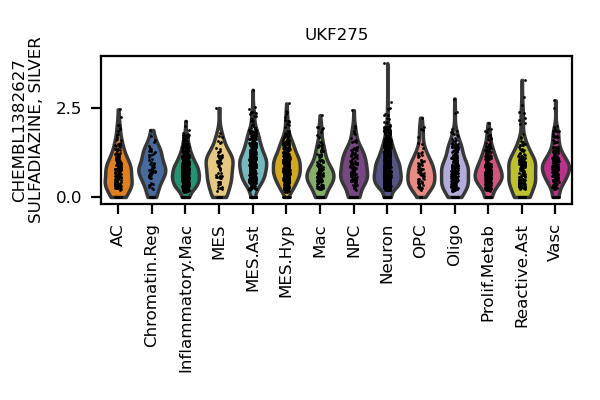 UKF275
CHEMBL1382627
SULFADIAZINE, SILVER
2.5
0.0
AC
Chromatin.Reg
Inflammatory.Mac
MES
MES.Ast
MES.Hyp
Mac
NPC
Neuron
OPC
Oligo
Prolif.Metab
Reactive.Ast
Vasc